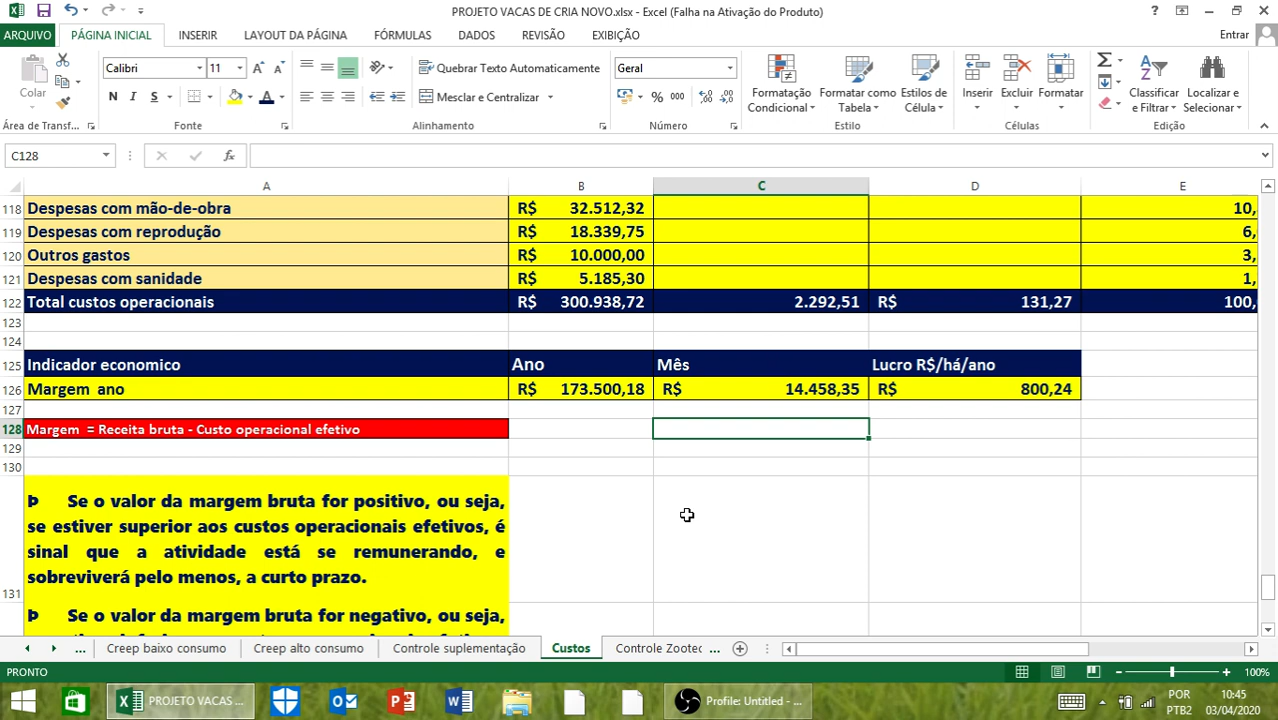 PROJETO VACAS DE CRIA NOVO.xlsx - Excel (Falha na Ativação do Produto)
ARQUIVO PÁGINA INICIAL INSERIR LAYOUT DA PÁGINA FÓRMULAS DADOS REVISÃO EXIBIÇÃO Entrar
Calibri 11 Quebrar Texto Automaticamente Geral
Colar N I S Mesclar e Centralizar % 000 Formatação Condicional Formatar como Tabela Estilos de Célula Inserir Excluir Formatar Classificar e Filtrar Localizar e Selecionar
Área de Transf... Fonte Alinhamento Número Estilo Células Edição
C128 fx
A B C D E
118 Despesas com mão-de-obra R$ 32.512,32 10,
119 Despesas com reprodução R$ 18.339,75 6,
120 Outros gastos R$ 10.000,00 3,
121 Despesas com sanidade R$ 5.185,30 1,
122 Total custos operacionais R$ 300.938,72 2.292,51 R$ 131,27 100,
123
124
125 Indicador economico Ano Mês Lucro R$/há/ano
126 Margem ano R$ 173.500,18 R$ 14.458,35 R$ 800,24
127
128 Margem = Receita bruta - Custo operacional efetivo
129
130
Þ Se o valor da margem bruta for positivo, ou seja,
se estiver superior aos custos operacionais efetivos, é
sinal que a atividade está se remunerando, e
sobreviverá pelo menos, a curto prazo.
131
Þ Se o valor da margem bruta for negativo, ou seja,
... Creep baixo consumo Creep alto consumo Controle suplementação Custos Controle Zootec ...
PRONTO 100%
PROJETO VACAS ... Profile: Untitled - ... POR 10:45
PTB2 03/04/2020